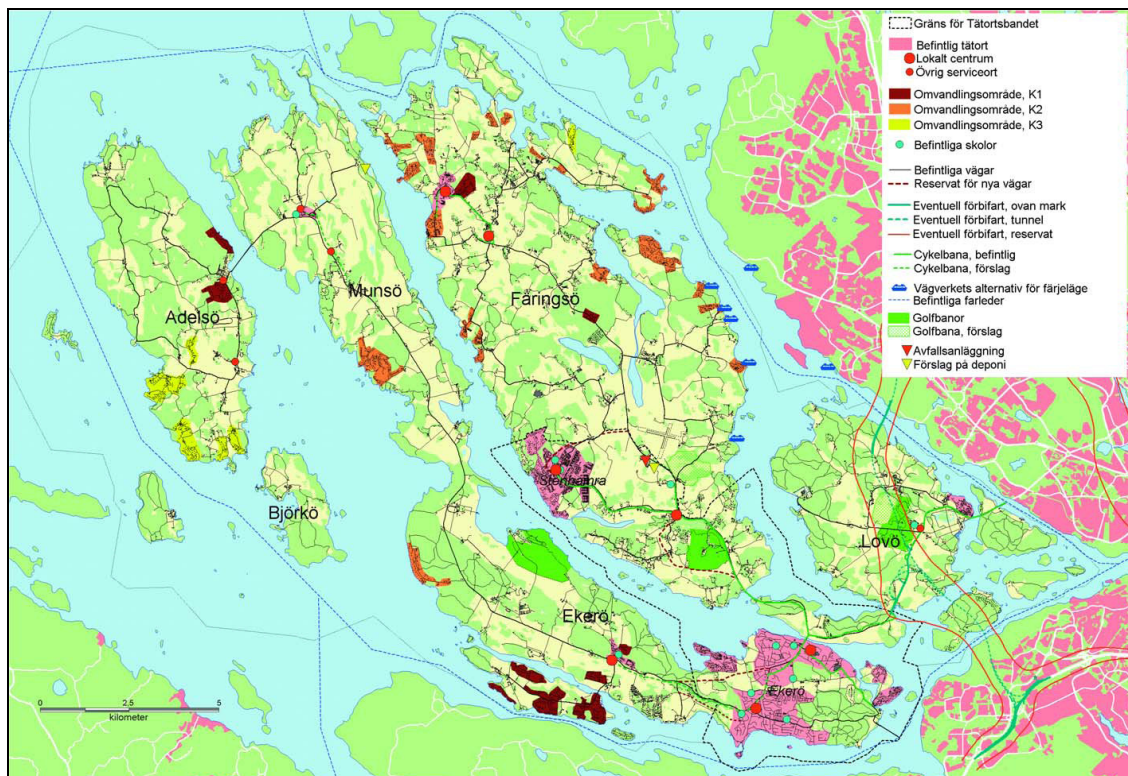 Gräns för Tätortsbandet
Befintlig tätort
Lokalt centrum
Övrig serviceort
Omvandlingsområde, K1
Omvandlingsområde, K2
Omvandlingsområde, K3
Befintliga skolor
Befintliga vägar
Reservat för nya vägar
Eventuell förbifart, ovan mark
Eventuell förbifart, tunnel
Eventuell förbifart, reservat
Cykelbana, befintlig
Cykelbana, förslag
Vägverkets alternativ för färjeläge
Befintliga farleder
Golfbanor
Golfbana, förslag
Avfallsanläggning
Förslag på deponi
Munsö
Färingsö
Adelsö
Stenhamra
Björkö
Lovö
Ekerö
Ekerö
0 2,5 5
kilometer